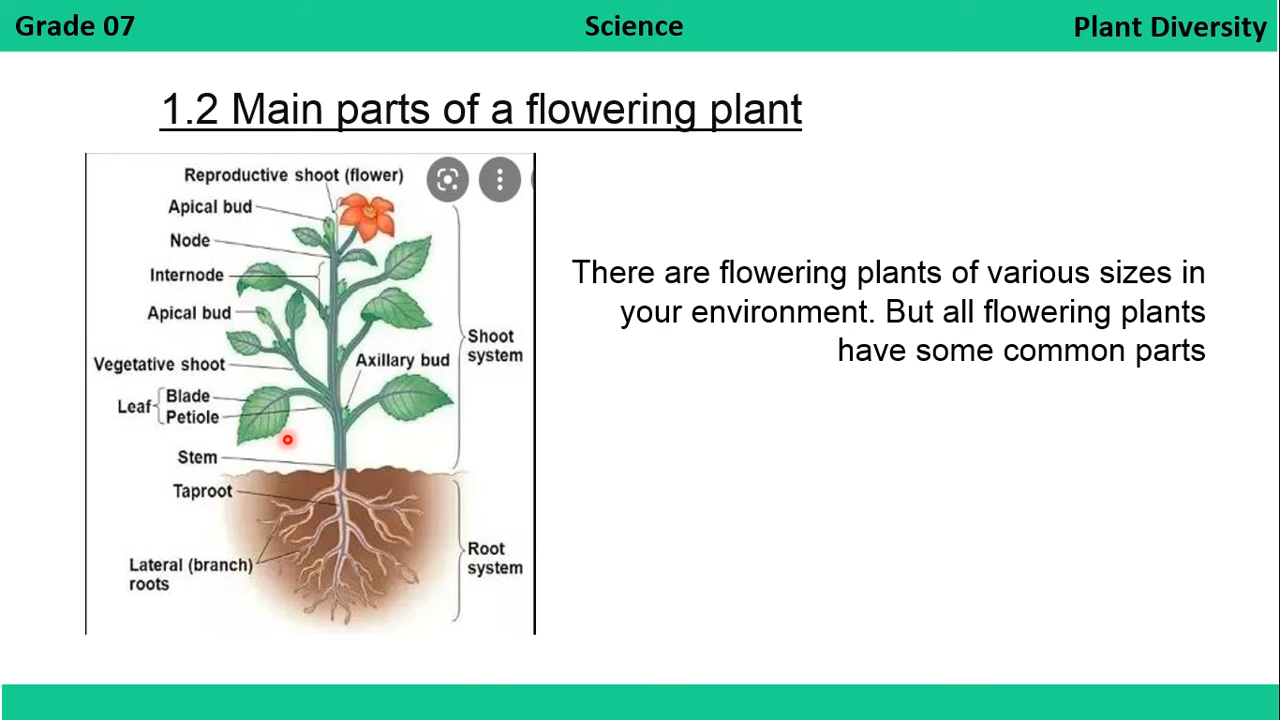 Grade 07 Science Plant Diversity
1.2 Main parts of a flowering plant
Reproductive shoot (flower)
Apical bud
Node
Internode
Apical bud
Vegetative shoot
Axillary bud
Leaf
Blade
Petiole
Stem
Taproot
Lateral (branch)
roots
Shoot
system
Root
system
There are flowering plants of various sizes in
your environment. But all flowering plants
have some common parts